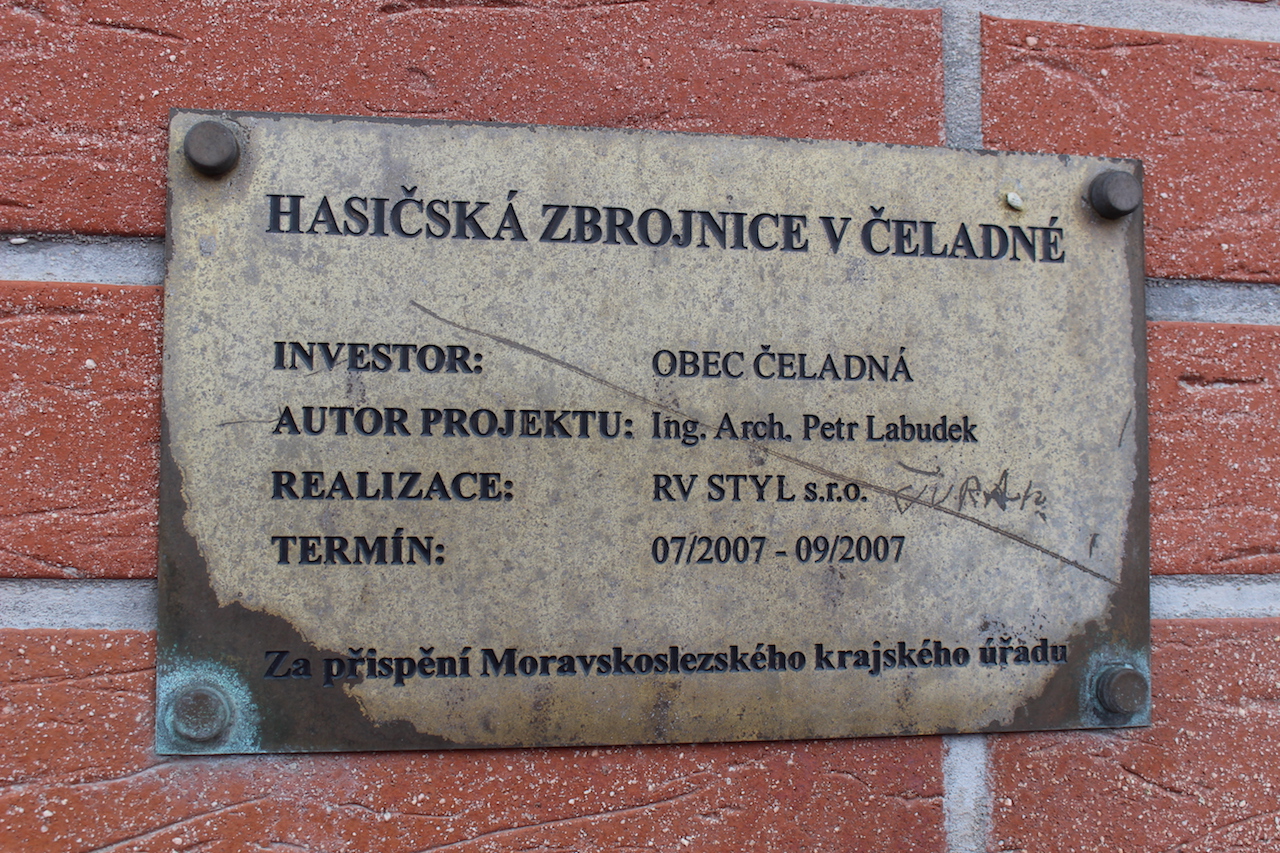 HASIČSKÁ ZBROJNICE V ČELADNÉ
INVESTOR: OBEC ČELADNÁ
AUTOR PROJEKTU: Ing. Arch. Petr Labudek
REALIZACE: RV STYL s.r.o.
TERMÍN: 07/2007 - 09/2007
Za přispění Moravskoslezského krajského úřadu